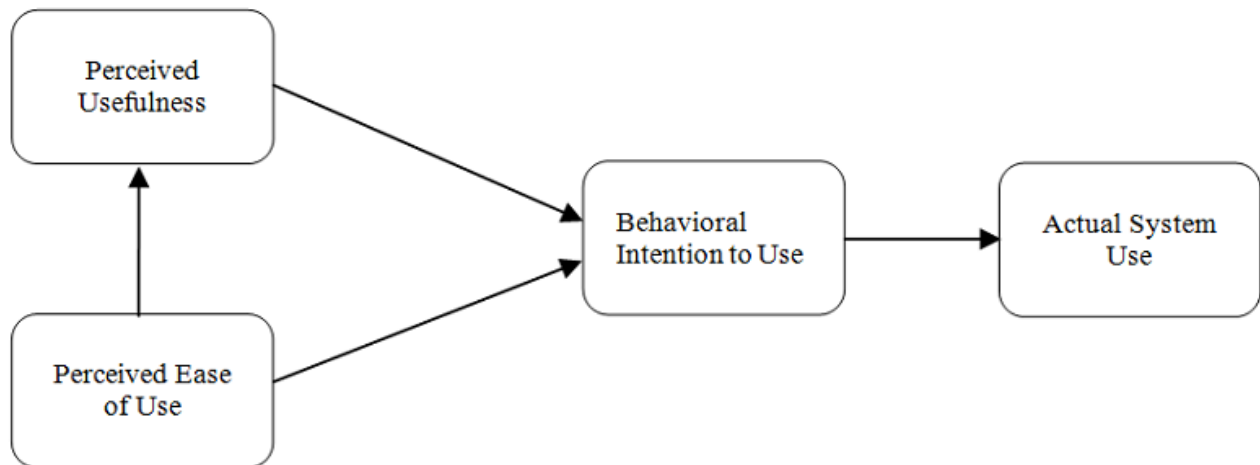 Perceived
Usefulness
Behavioral
Intention to Use
Actual System
Use
Perceived Ease
of Use